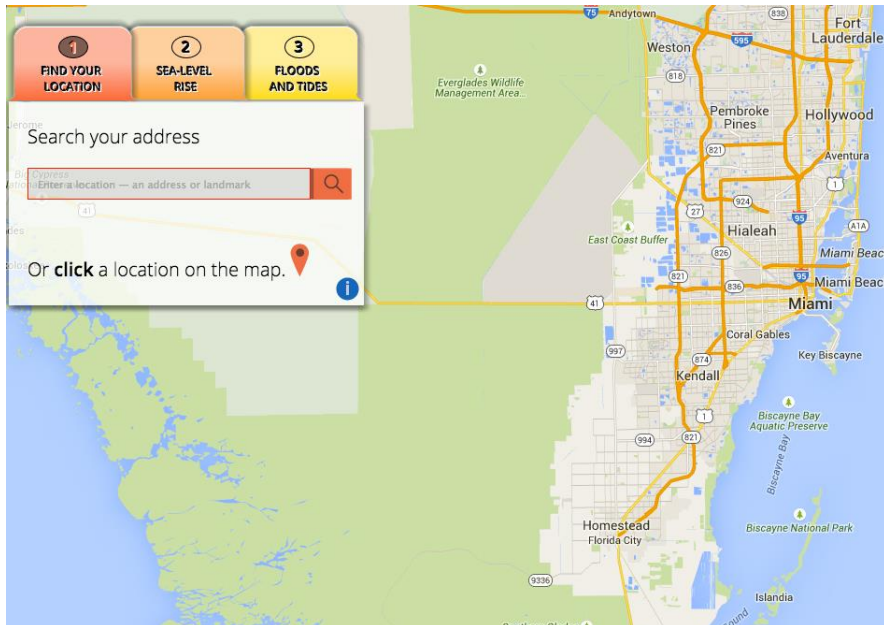 1
FIND YOUR
LOCATION
2
SEA-LEVEL
RISE
3
FLOODS
AND TIDES
Search your address
Enter a location — an address or landmark
Or click a location on the map.
i
Jerome
Big Cypress
41
75
Andytown
838
Fort
Lauderdale
595
Weston
818
Everglades Wildlife
Management Area...
Pembroke
Pines
Hollywood
821
Aventura
1
924
27
95
Hialeah
A1A
East Coast Buffer
826
Miami Beac
821
95
836
Miami Beac
41
Miami
Coral Gables
997
874
Key Biscayne
Kendall
1
Biscayne Bay
Aquatic Preserve
994
821
Biscayne Bay
Homestead
Florida City
Biscayne National Park
9336
Islandia